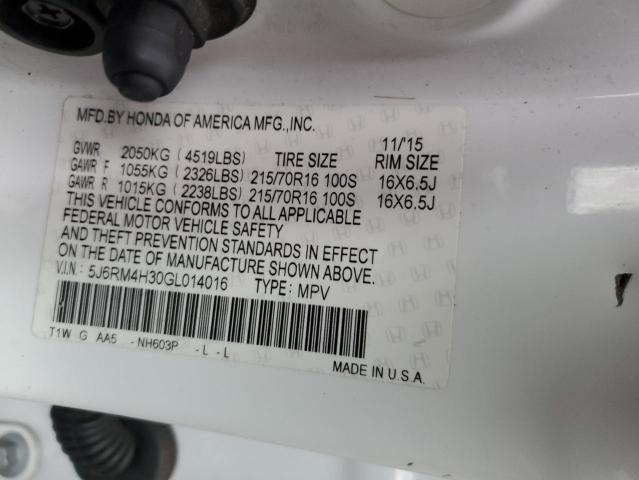 MFD.BY HONDA OF AMERICA MFG.,INC. 11/'15
GVWR 2050KG (4519LBS) TIRE SIZE RIM SIZE
GAWR F 1055KG (2326LBS) 215/70R16 100S 16X6.5J
GAWR R 1015KG (2238LBS) 215/70R16 100S 16X6.5J
THIS VEHICLE CONFORMS TO ALL APPLICABLE
FEDERAL MOTOR VEHICLE SAFETY
AND THEFT PREVENTION STANDARDS IN EFFECT
ON THE DATE OF MANUFACTURE SHOWN ABOVE.
V.I.N: 5J6RM4H30GL014016 TYPE: MPV
T1W G AA5 -NH603P -L -L
MADE IN U.S.A.